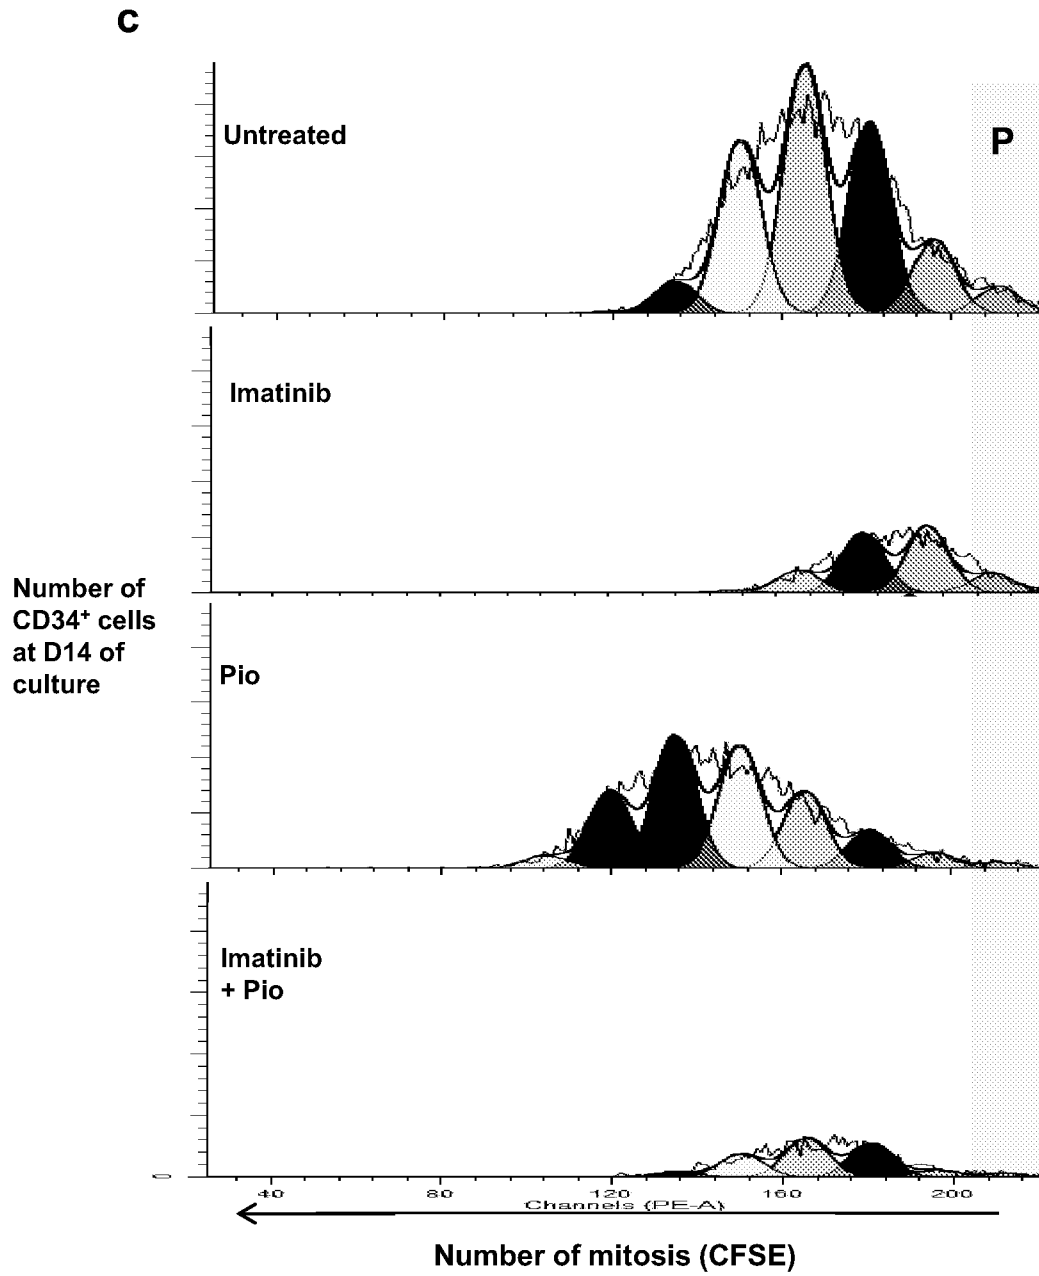 c
Untreated
P
Imatinib
Number of
CD34⁺ cells
at D14 of
culture
Pio
Imatinib
+ Pio
0
40 80 120 160 200
Channels (PE-A)
Number of mitosis (CFSE)